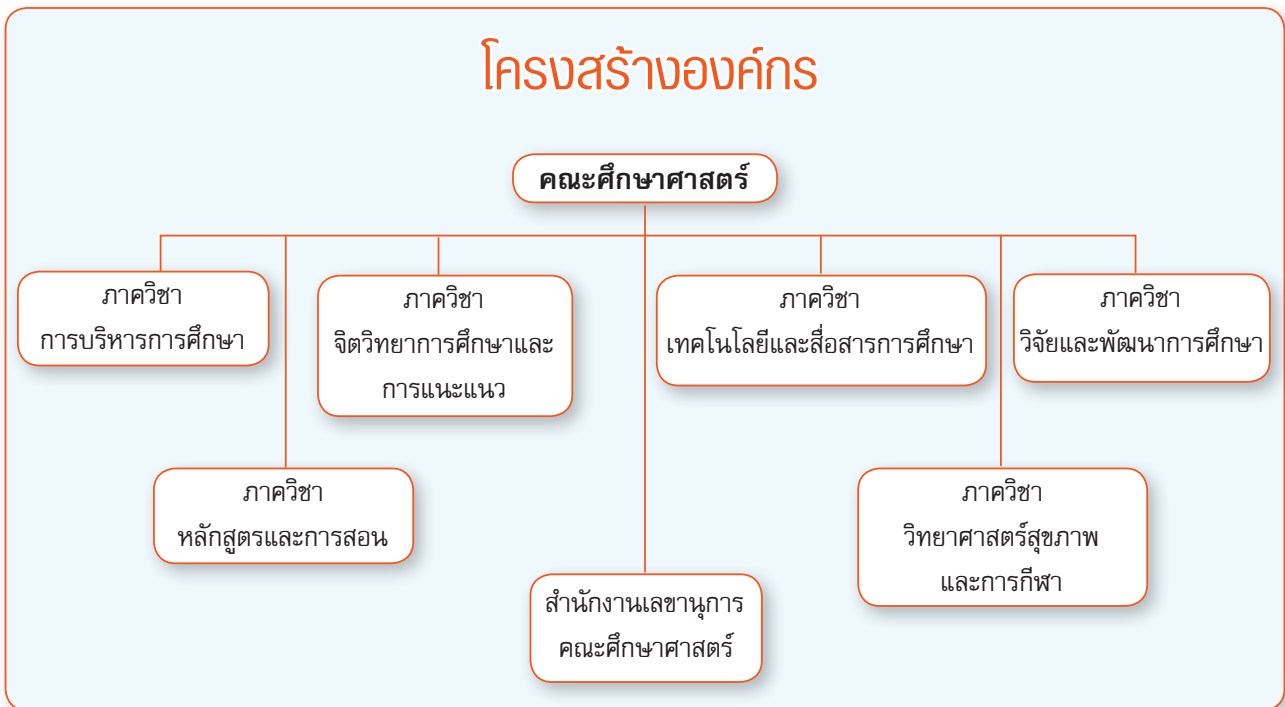 โครงสร้างองค์กร
คณะศึกษาศาสตร์
ภาควิชา
การบริหารการศึกษา
ภาควิชา
จิตวิทยาการศึกษาและ
การแนะแนว
ภาควิชา
เทคโนโลยีและสื่อสารการศึกษา
ภาควิชา
วิจัยและพัฒนาการศึกษา
ภาควิชา
หลักสูตรและการสอน
ภาควิชา
วิทยาศาสตร์สุขภาพ
และการกีฬา
สำนักงานเลขานุการ
คณะศึกษาศาสตร์